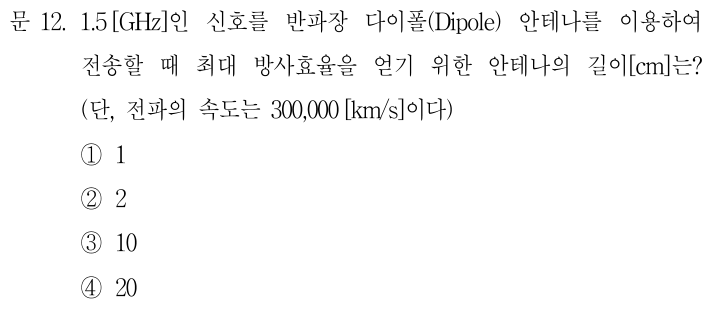 문 12. 1.5 [GHz]인 신호를 반파장 다이폴(Dipole) 안테나를 이용하여
전송할 때 최대 방사효율을 얻기 위한 안테나의 길이[cm]는?
(단, 전파의 속도는 300,000 [km/s]이다)
① 1
② 2
③ 10
④ 20